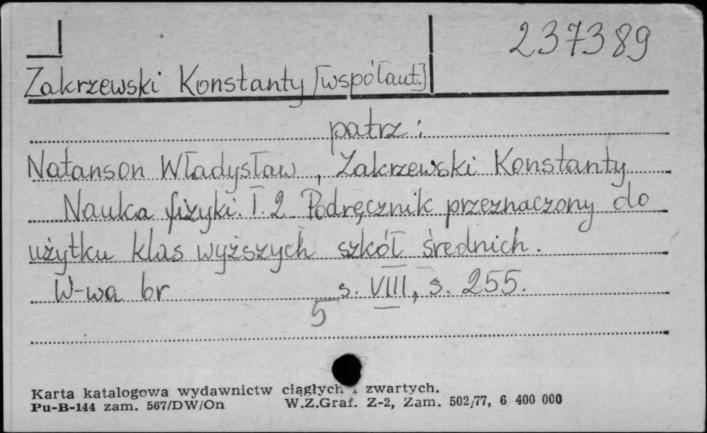 237389
Zakrzewski Konstanty [współaut.]
patrz:
Natanson Władysław, Zakrzewski Konstanty
Nauka fizyki. T. 2 Podręcznik przeznaczony do
użytku klas wyższych szkół średnich.
W-wa br s. VIII, s. 255.
5
Karta katalogowa wydawnictw ciągłych i zwartych.
Pu-B-144 zam. 567/DW/On W.Z.Graf. Z-2, Zam. 502/77, 6 400 000